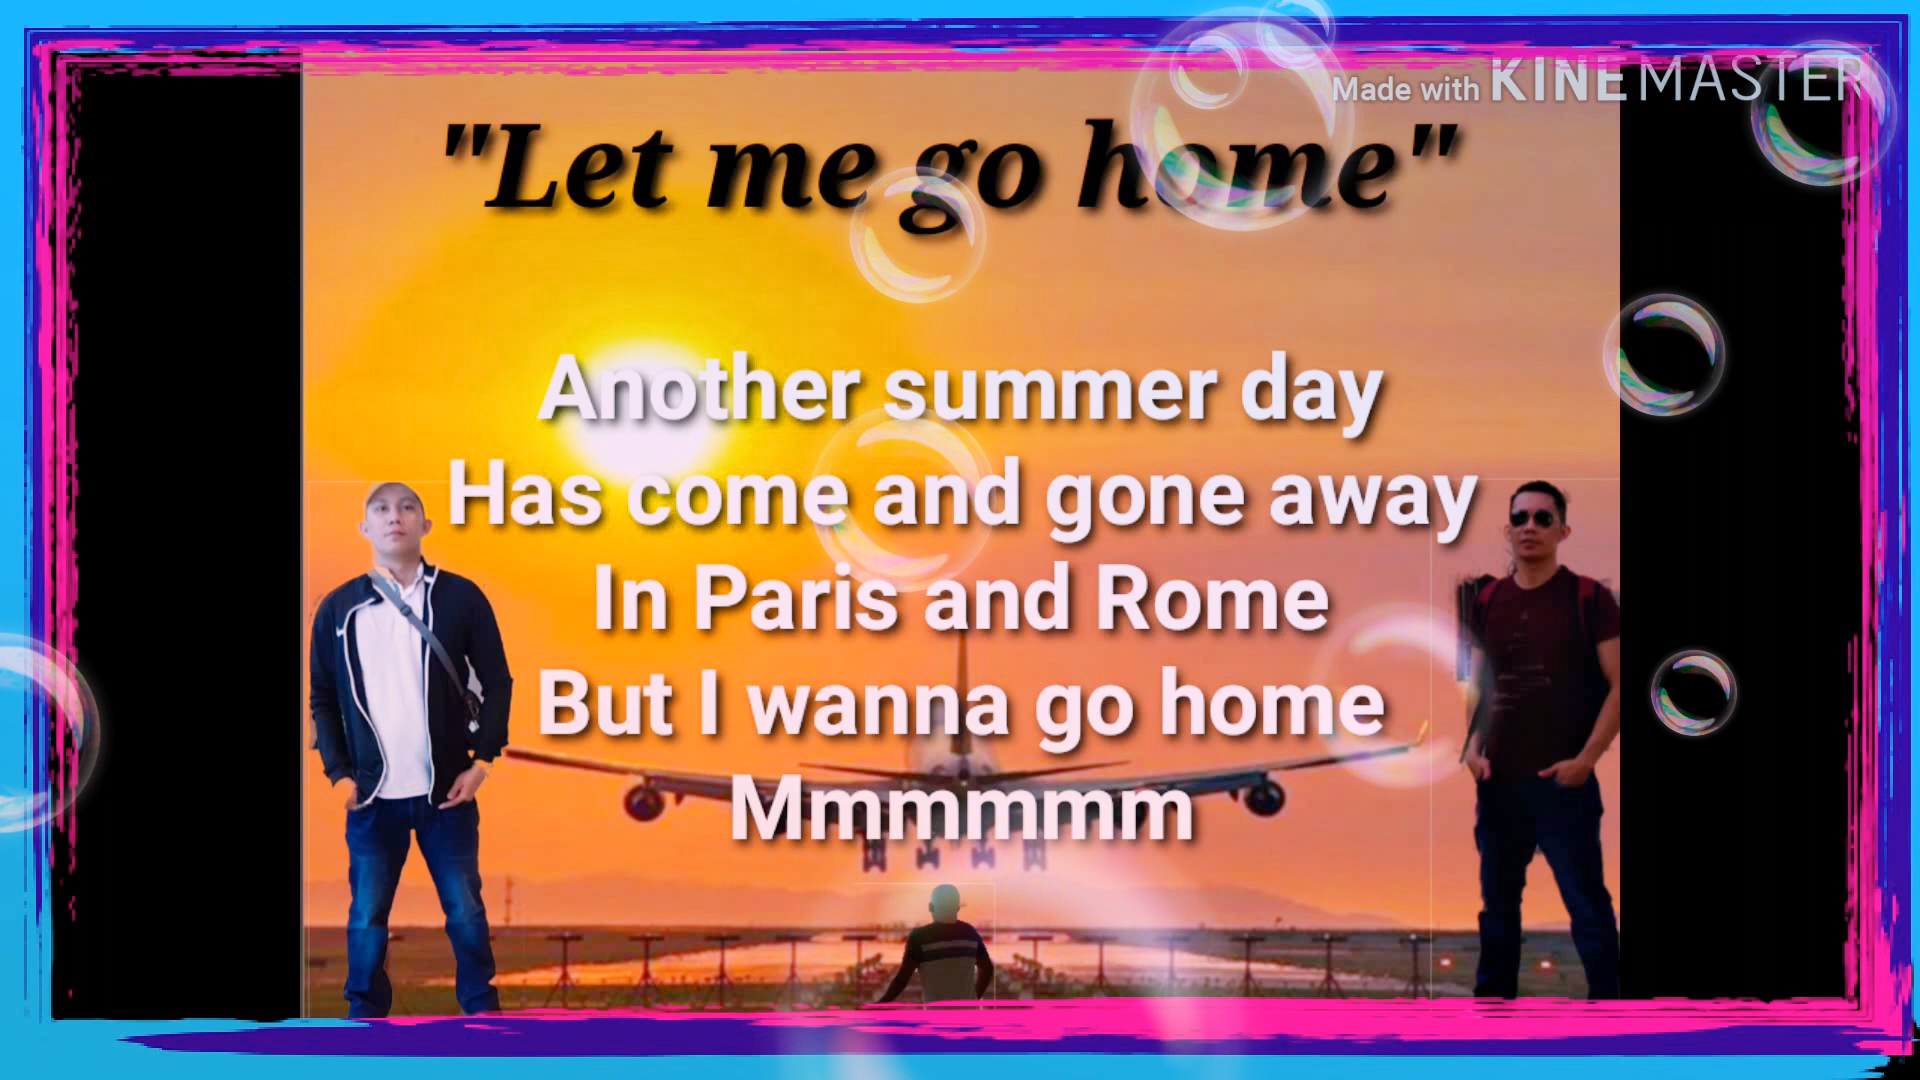 Made with KINEMASTER
"Let me go home"
Another summer day
Has come and gone away
In Paris and Rome
But I wanna go home
Mmmmmm